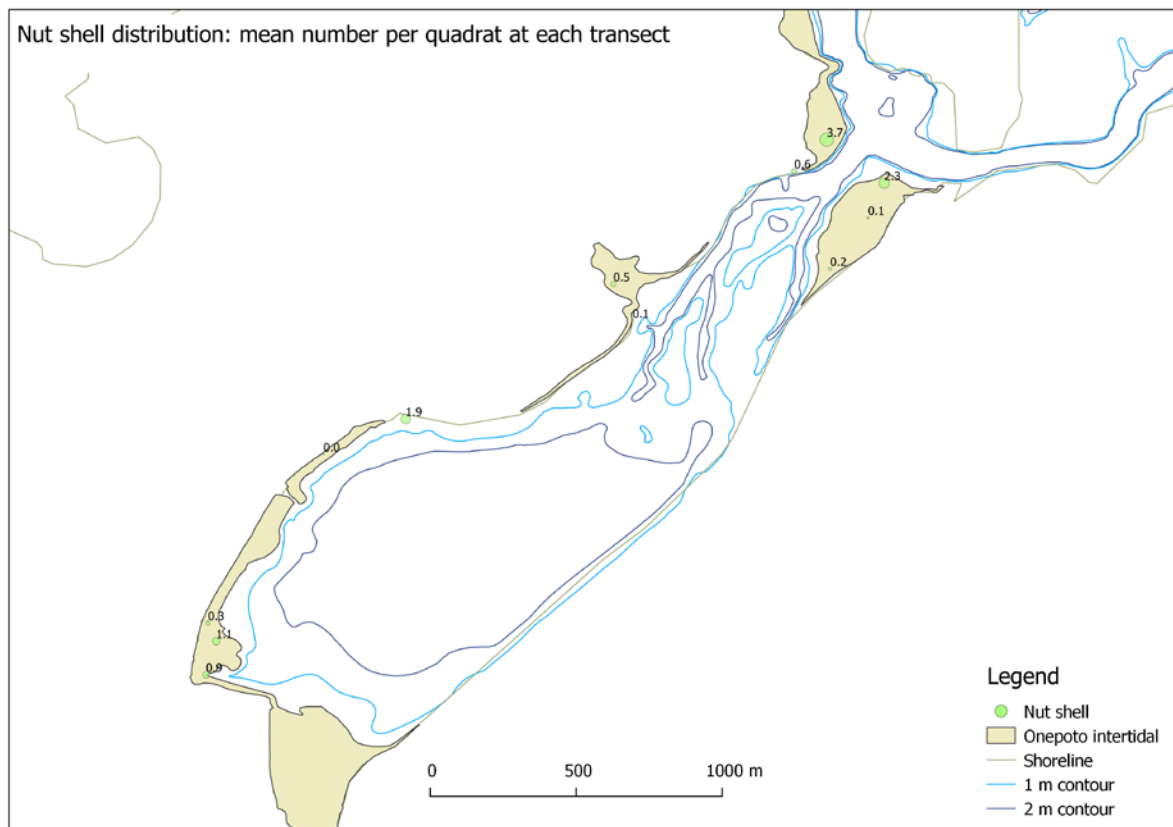 Nut shell distribution: mean number per quadrat at each transect
3.7
0.6
2.3
0.1
0.2
0.5
0.1
1.9
0.0
0.3
1.1
0.9
Legend
Nut shell
Onepoto intertidal
Shoreline
1 m contour
2 m contour
0 500 1000 m